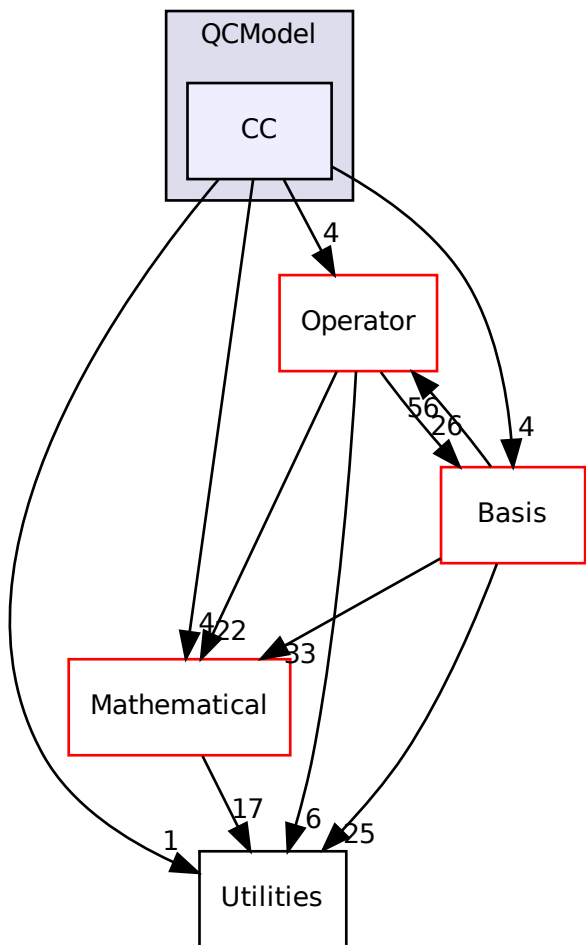 QCModel
CC
4
Operator
56
26
4
Basis
4
22
33
Mathematical
17
6
25
1
Utilities